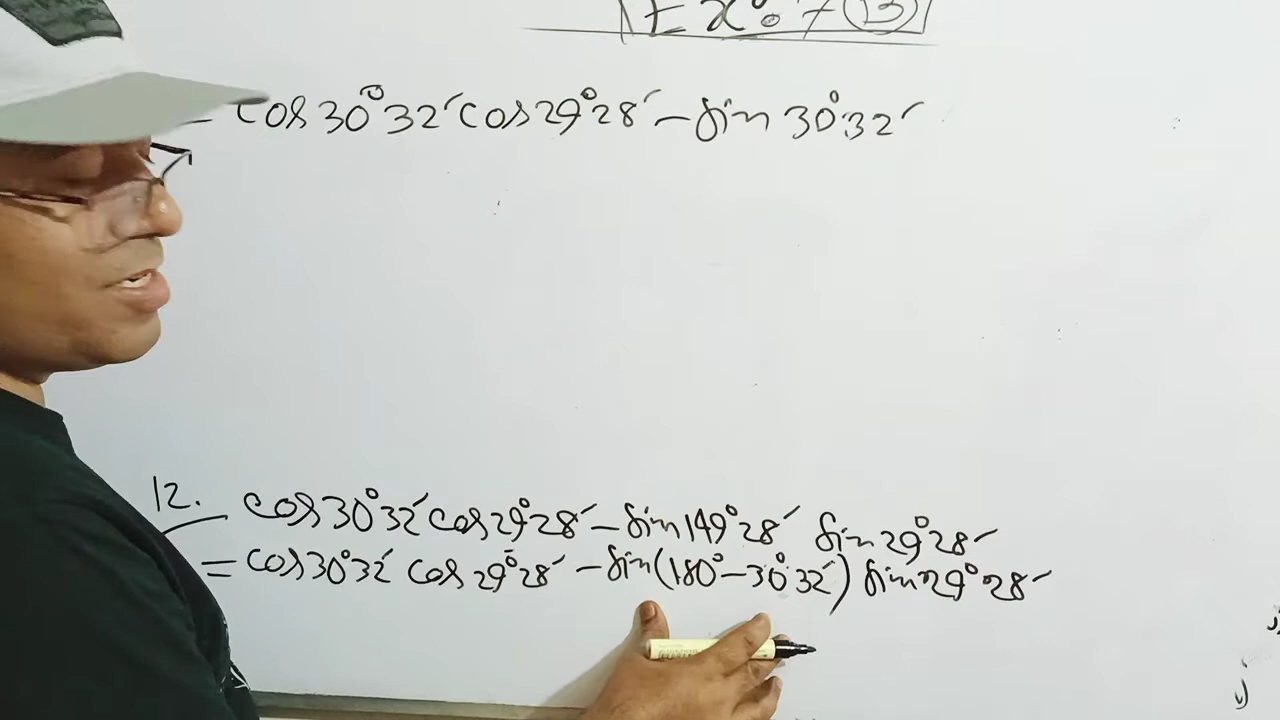 Ex: 7(B)
= cos 30°32′ cos 29°28′ – sin 30°32′
12. cos 30°32′ cos 29°28′ – sin 149°28′ sin 29°28′
= cos 30°32′ cos 29°28′ – sin(180° – 30°32′) sin 29°28′